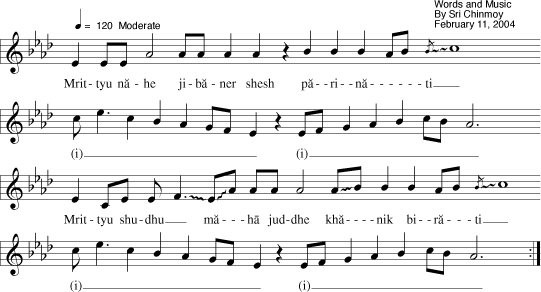 Words and Music
By Sri Chinmoy
February 11, 2004
= 120 Moderate
Mrit - tyu nă - he ji - bă - ner shesh pă - - ri - nă - - - - - - ti
(i) (i)
Mrit - tyu shu - dhu mă - - - hă jud - dhe khă - - - nik bi - - ră - - ti
(i) (i)